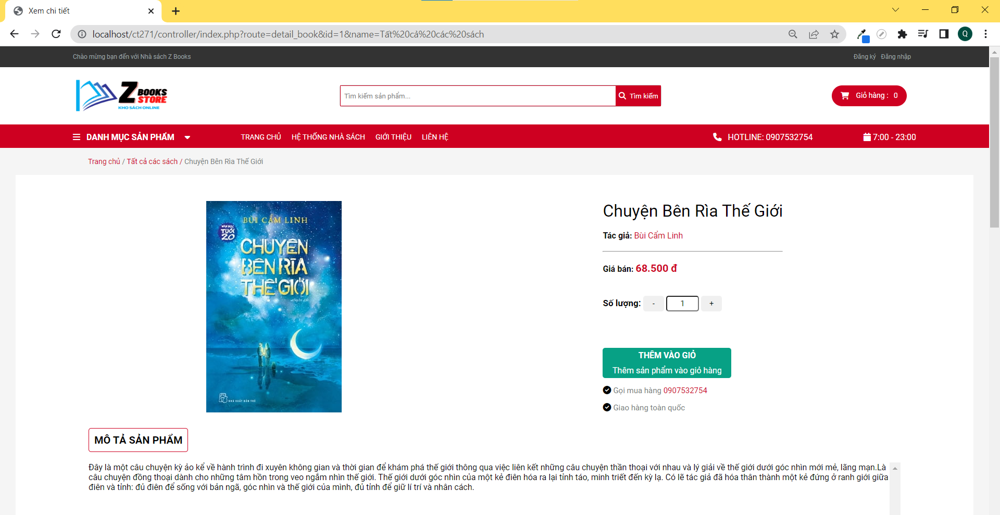 Xem chi tiết
localhost/ct271/controller/index.php?route=detail_book&id=1&name=Tất%20cả%20các%20sách
Q
Chào mừng bạn đến với Nhà sách Z Books
Đăng ký Đăng nhập
Z BOOKS STORE
KHO SÁCH ONLINE
Tìm kiếm sản phẩm...
Tìm kiếm
Giỏ hàng : 0
DANH MỤC SẢN PHẨM
TRANG CHỦ HỆ THỐNG NHÀ SÁCH GIỚI THIỆU LIÊN HỆ
HOTLINE: 0907532754
7:00 - 23:00
Trang chủ / Tất cả các sách / Chuyện Bên Rìa Thế Giới
BÙI CẨM LINH
VĂN HỌC
TUỔI
20
CHUYỆN
BÊN RÌA
THẾ GIỚI
truyện dài
NHÀ XUẤT BẢN TRẺ
Chuyện Bên Rìa Thế Giới
Tác giả: Bùi Cẩm Linh
Giá bán: 68.500 đ
Số lượng: - 1 +
THÊM VÀO GIỎ
Thêm sản phẩm vào giỏ hàng
Gọi mua hàng 0907532754
Giao hàng toàn quốc
MÔ TẢ SẢN PHẨM
Đây là một câu chuyện kỳ ảo kể về hành trình đi xuyên không gian và thời gian để khám phá thế giới thông qua việc liên kết những câu chuyện thần thoại với nhau và lý giải về thế giới dưới góc nhìn mới mẻ, lãng mạn.Là
câu chuyện đồng thoại dành cho những tâm hồn trong veo ngắm nhìn thế giới. Thế giới dưới góc nhìn của một kẻ điên hóa ra lại tỉnh táo, minh triết đến kỳ lạ. Có lẽ tác giả đã hóa thân thành một kẻ đứng ở ranh giới giữa
điên và tỉnh: đủ điên để sống với bản ngã, góc nhìn và thế giới của mình, đủ tỉnh để giữ lí trí và nhân cách.